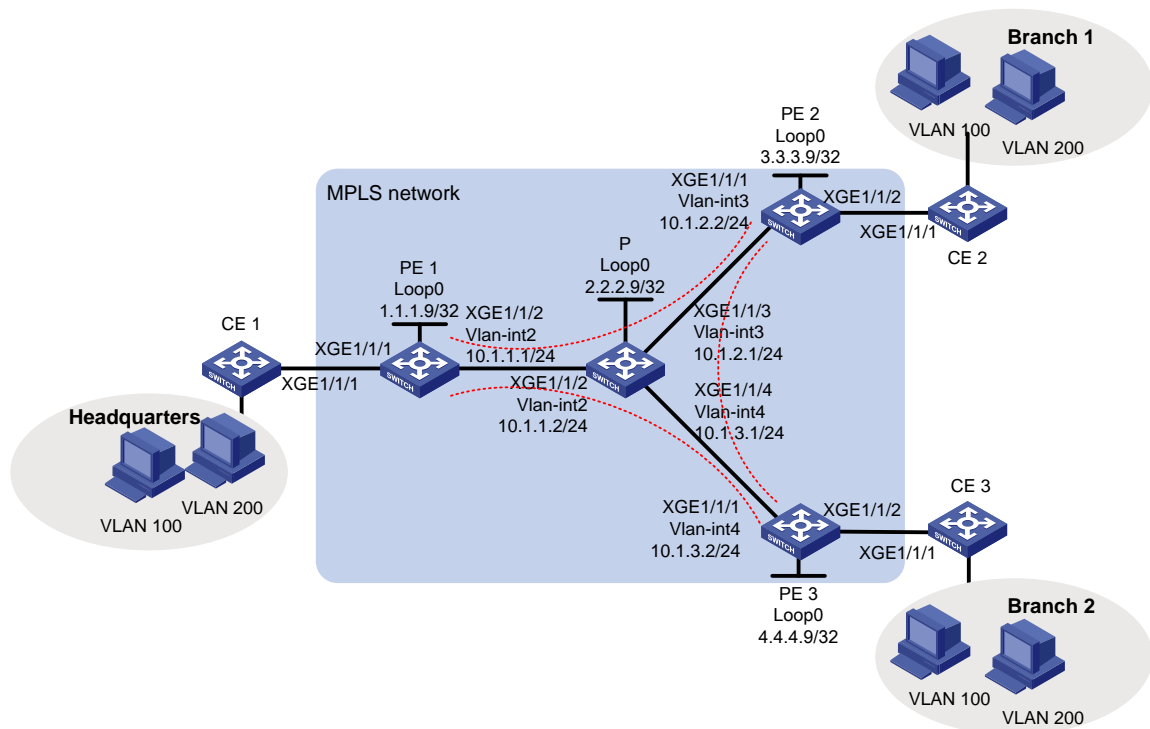 Branch 1
VLAN 100
VLAN 200
PE 2
Loop0
3.3.3.9/32
MPLS network
XGE1/1/1
Vlan-int3
10.1.2.2/24
XGE1/1/2
SWITCH
XGE1/1/1
SWITCH
CE 2
P
Loop0
2.2.2.9/32
PE 1
Loop0
1.1.1.9/32
XGE1/1/2
Vlan-int2
10.1.1.1/24
XGE1/1/3
Vlan-int3
10.1.2.1/24
CE 1
XGE1/1/1
SWITCH
XGE1/1/1
SWITCH
SWITCH
XGE1/1/2
Vlan-int2
10.1.1.2/24
XGE1/1/4
Vlan-int4
10.1.3.1/24
Headquarters
VLAN 100
VLAN 200
XGE1/1/1
Vlan-int4
10.1.3.2/24
XGE1/1/2
SWITCH
XGE1/1/1
CE 3
SWITCH
PE 3
Loop0
4.4.4.9/32
Branch 2
VLAN 100
VLAN 200